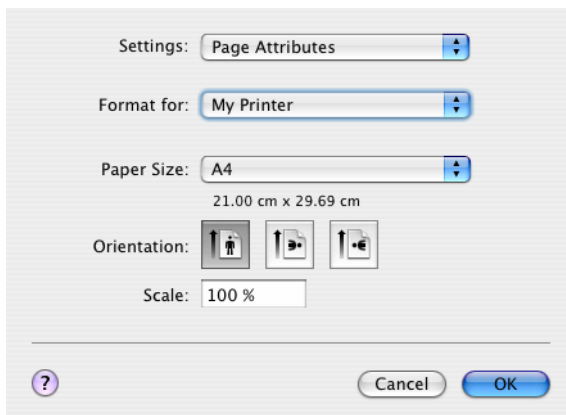 Settings: Page Attributes
Format for: My Printer
Paper Size: A4
21.00 cm x 29.69 cm
Orientation:
Scale: 100 %
? Cancel OK